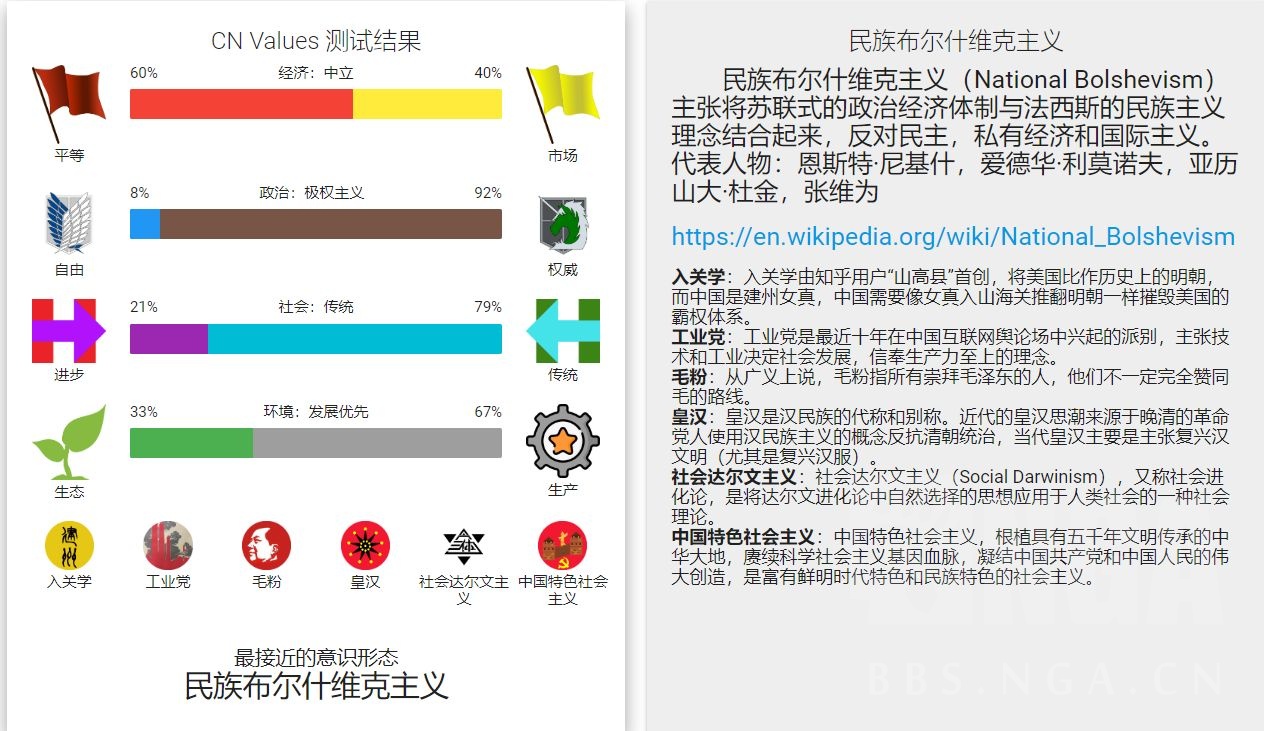 CN Values 测试结果
60% 经济：中立 40%
平等 市场
8% 政治：极权主义 92%
自由 权威
21% 社会：传统 79%
进步 传统
33% 环境：发展优先 67%
生态 生产
入关学 工业党 毛粉 皇汉 社会达尔文主 中国特色社会
义 主义
最接近的意识形态
民族布尔什维克主义
民族布尔什维克主义
民族布尔什维克主义（National Bolshevism）
主张将苏联式的政治经济体制与法西斯的民族主义
理念结合起来，反对民主，私有经济和国际主义。
代表人物：恩斯特·尼基什，爱德华·利莫诺夫，亚历
山大·杜金，张维为
https://en.wikipedia.org/wiki/National_Bolshevism
入关学：入关学由知乎用户“山高县”首创，将美国比作历史上的明朝，
而中国是建州女真，中国需要像女真入山海关推翻明朝一样摧毁美国的
霸权体系。
工业党：工业党是最近十年在中国互联网舆论场中兴起的派别，主张技
术和工业决定社会发展，信奉生产力至上的理念。
毛粉：从广义上说，毛粉指所有崇拜毛泽东的人，他们不一定完全赞同
毛的路线。
皇汉：皇汉是汉民族的代称和别称。近代的皇汉思潮来源于晚清的革命
党人使用汉民族主义的概念反抗清朝统治，当代皇汉主要是主张复兴汉
文明（尤其是复兴汉服）。
社会达尔文主义：社会达尔文主义（Social Darwinism），又称社会进
化论，是将达尔文进化论中自然选择的思想应用于人类社会的一种社会
理论。
中国特色社会主义：中国特色社会主义，根植具有五千年文明传承的中
华大地，赓续科学社会主义基因血脉，凝结中国共产党和中国人民的伟
大创造，是富有鲜明时代特色和民族特色的社会主义。
NGA
BBS.NGA.CN